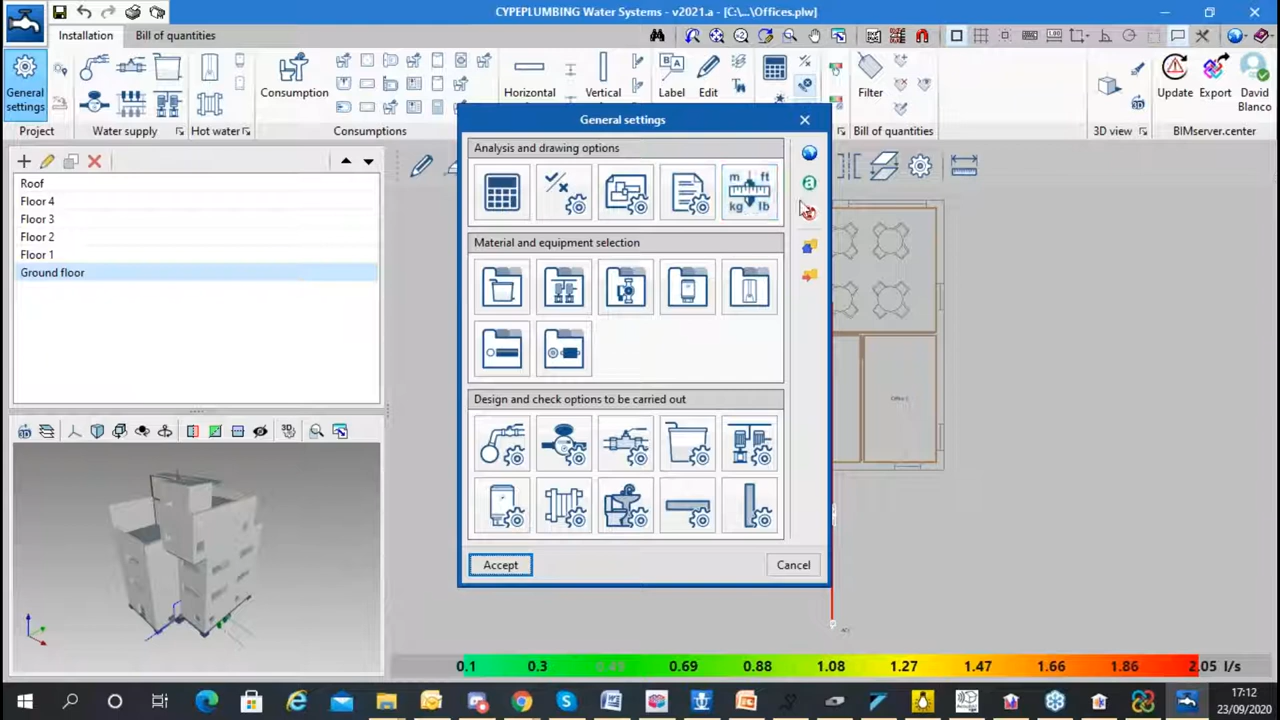 CYPEPLUMBING Water Systems - v2021.a - [C:\...\Offices.plw]
Installation
Bill of quantities
General settings
Consumption
Horizontal
Vertical
Label
Edit
Filter
Update
Export
David Blanco
Project
Water supply
Hot water
Consumptions
Bill of quantities
3D view
BIMserver.center
General settings
Analysis and drawing options
m ft
kg lb
Material and equipment selection
Design and check options to be carried out
Accept
Cancel
Roof
Floor 4
Floor 3
Floor 2
Floor 1
Ground floor
0.1 0.3 0.49 0.69 0.88 1.08 1.27 1.47 1.66 1.86 2.05 l/s
17:12
23/09/2020